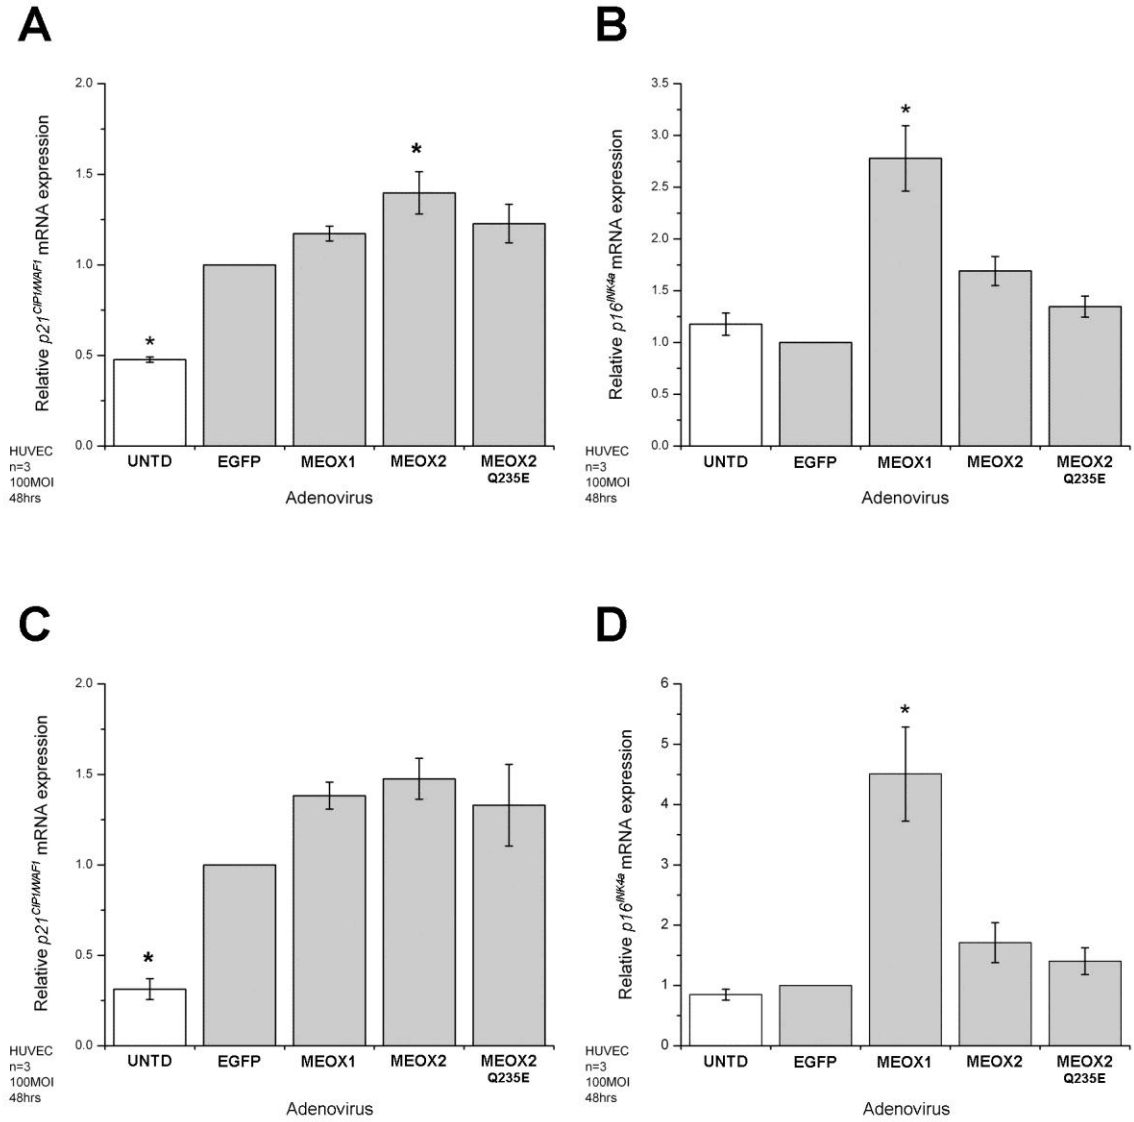 A
Relative p21CIP1/WAF1 mRNA expression
2.0
1.5
1.0
0.5
0.0
*
*
UNTD
EGFP
MEOX1
MEOX2
MEOX2
Q235E
HUVEC
n=3
100MOI
48hrs
Adenovirus
B
Relative p16INK4a mRNA expression
3.5
3.0
2.5
2.0
1.5
1.0
0.5
0.0
*
UNTD
EGFP
MEOX1
MEOX2
MEOX2
Q235E
HUVEC
n=3
100MOI
48hrs
Adenovirus
C
Relative p21CIP1/WAF1 mRNA expression
2.0
1.5
1.0
0.5
0.0
*
UNTD
EGFP
MEOX1
MEOX2
MEOX2
Q235E
HUVEC
n=3
100MOI
48hrs
Adenovirus
D
Relative p16INK4a mRNA expression
6
5
4
3
2
1
0
*
UNTD
EGFP
MEOX1
MEOX2
MEOX2
Q235E
HUVEC
n=3
100MOI
48hrs
Adenovirus